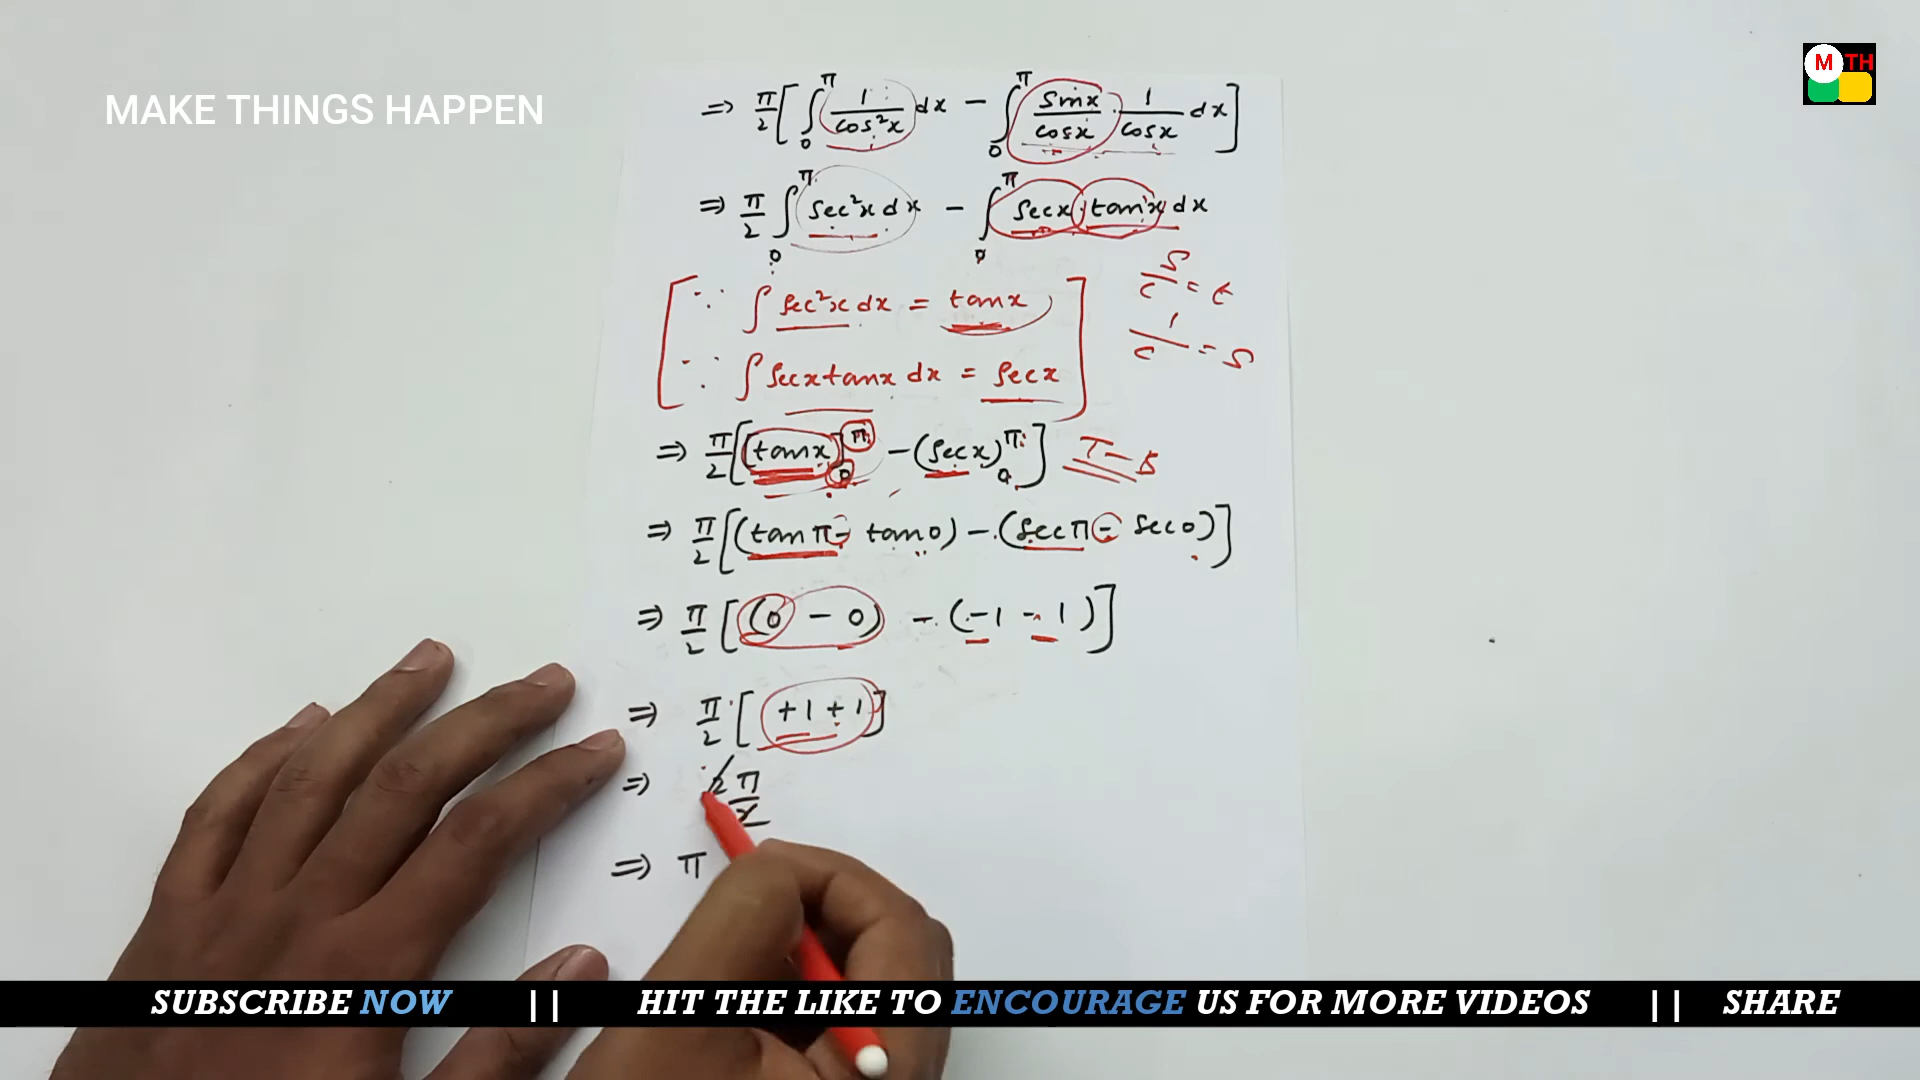 MAKE THINGS HAPPEN
MTH
⇒ π/2 [ ∫₀^π 1/cos²x dx − ∫₀^π sinx/cosx · 1/cosx dx ]
⇒ π/2 ∫₀^π sec²x dx − ∫₀^π secx · tanx dx
S/C = t
1/C = S
[ ∵ ∫ sec²x dx = tanx
∵ ∫ secx tanx dx = secx ]
⇒ π/2 [ [tanx]₀^π − (secx)₀^π ] T − B
⇒ π/2 [ (tanπ − tan0) − (secπ − sec0) ]
⇒ π/2 [ (0 − 0) − (−1 − 1) ]
⇒ π/2 [ +1 + 1 ]
⇒ 2π/2
⇒ π
SUBSCRIBE NOW || HIT THE LIKE TO ENCOURAGE US FOR MORE VIDEOS || SHARE